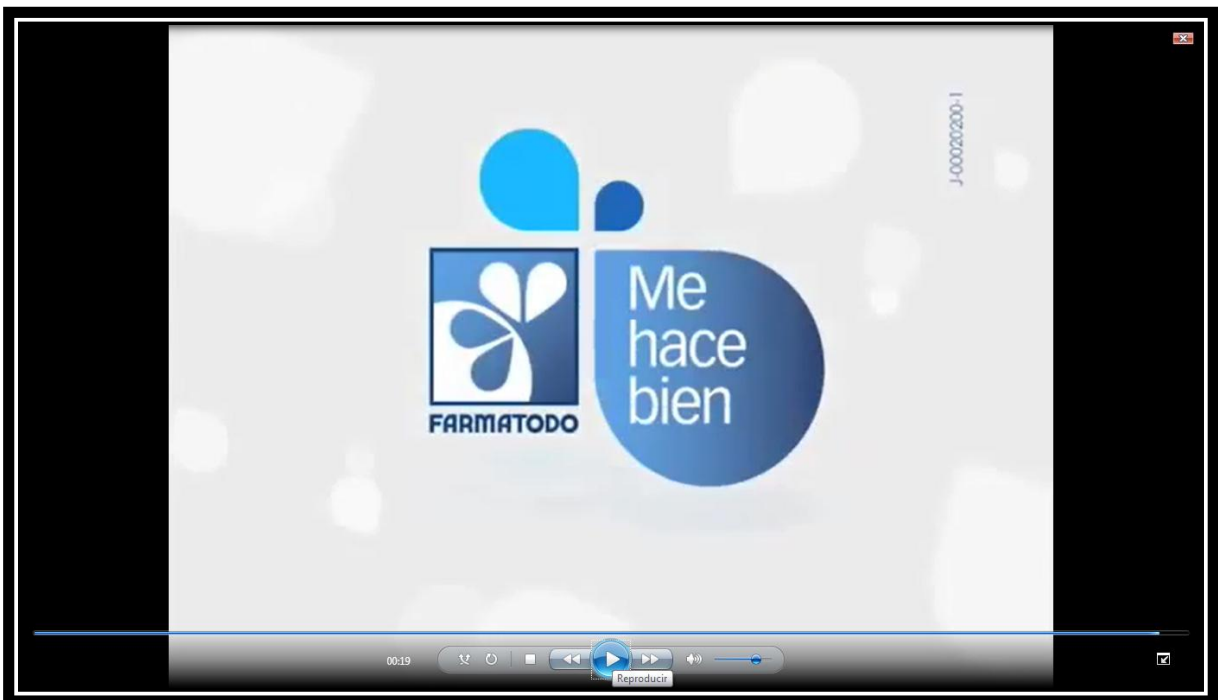 J-00020200-1
Me
hace
bien
FARMATODO
00:19
Reproducir